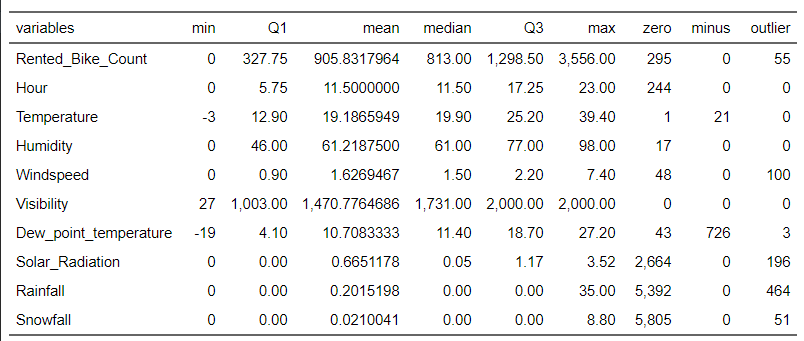 variables min Q1 mean median Q3 max zero minus outlier
Rented_Bike_Count 0 327.75 905.8317964 813.00 1,298.50 3,556.00 295 0 55
Hour 0 5.75 11.5000000 11.50 17.25 23.00 244 0 0
Temperature -3 12.90 19.1865949 19.90 25.20 39.40 1 21 0
Humidity 0 46.00 61.2187500 61.00 77.00 98.00 17 0 0
Windspeed 0 0.90 1.6269467 1.50 2.20 7.40 48 0 100
Visibility 27 1,003.00 1,470.7764686 1,731.00 2,000.00 2,000.00 0 0 0
Dew_point_temperature -19 4.10 10.7083333 11.40 18.70 27.20 43 726 3
Solar_Radiation 0 0.00 0.6651178 0.05 1.17 3.52 2,664 0 196
Rainfall 0 0.00 0.2015198 0.00 0.00 35.00 5,392 0 464
Snowfall 0 0.00 0.0210041 0.00 0.00 8.80 5,805 0 51